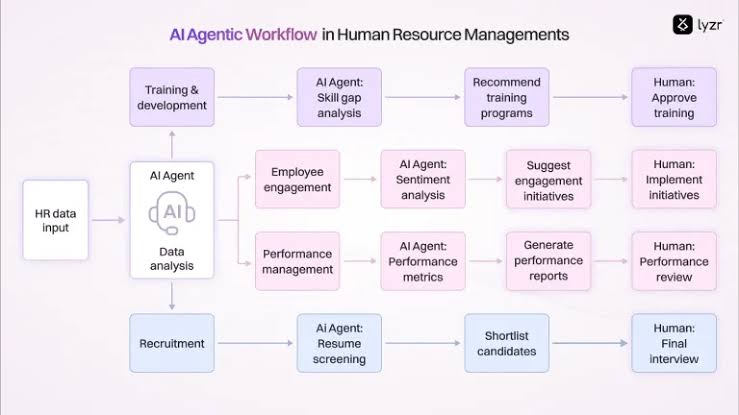 AI Agentic Workflow in Human Resource Managements
lyzr
Training &
development
AI Agent:
Skill gap
analysis
Recommend
training
programs
Human:
Approve
training
HR data
input
AI Agent
AI
Data
analysis
Employee
engagement
AI Agent:
Sentiment
analysis
Suggest
engagement
initiatives
Human:
Implement
initiatives
Performance
management
AI Agent:
Performance
metrics
Generate
performance
reports
Human:
Performance
review
Recruitment
Ai Agent:
Resume
screening
Shortlist
candidates
Human:
Final
interview